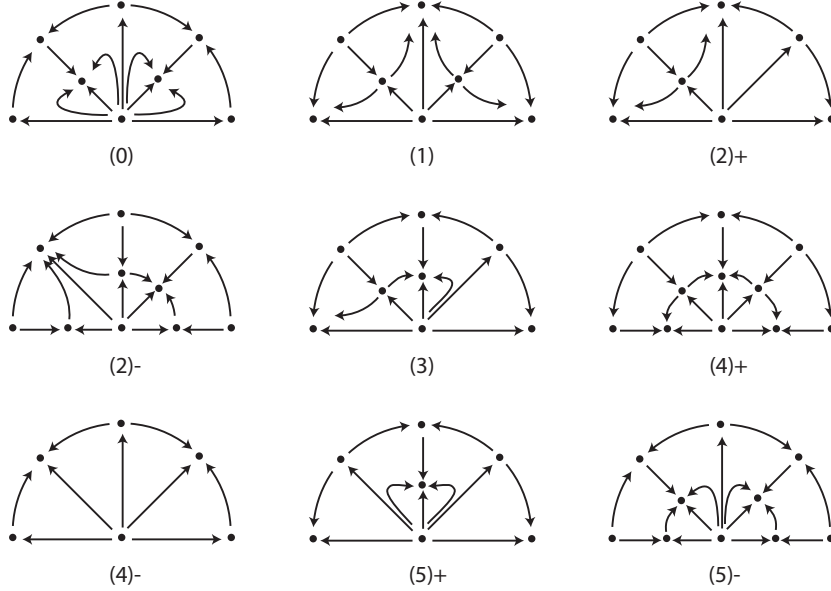 (0) (1) (2)+
(2)- (3) (4)+
(4)- (5)+ (5)-